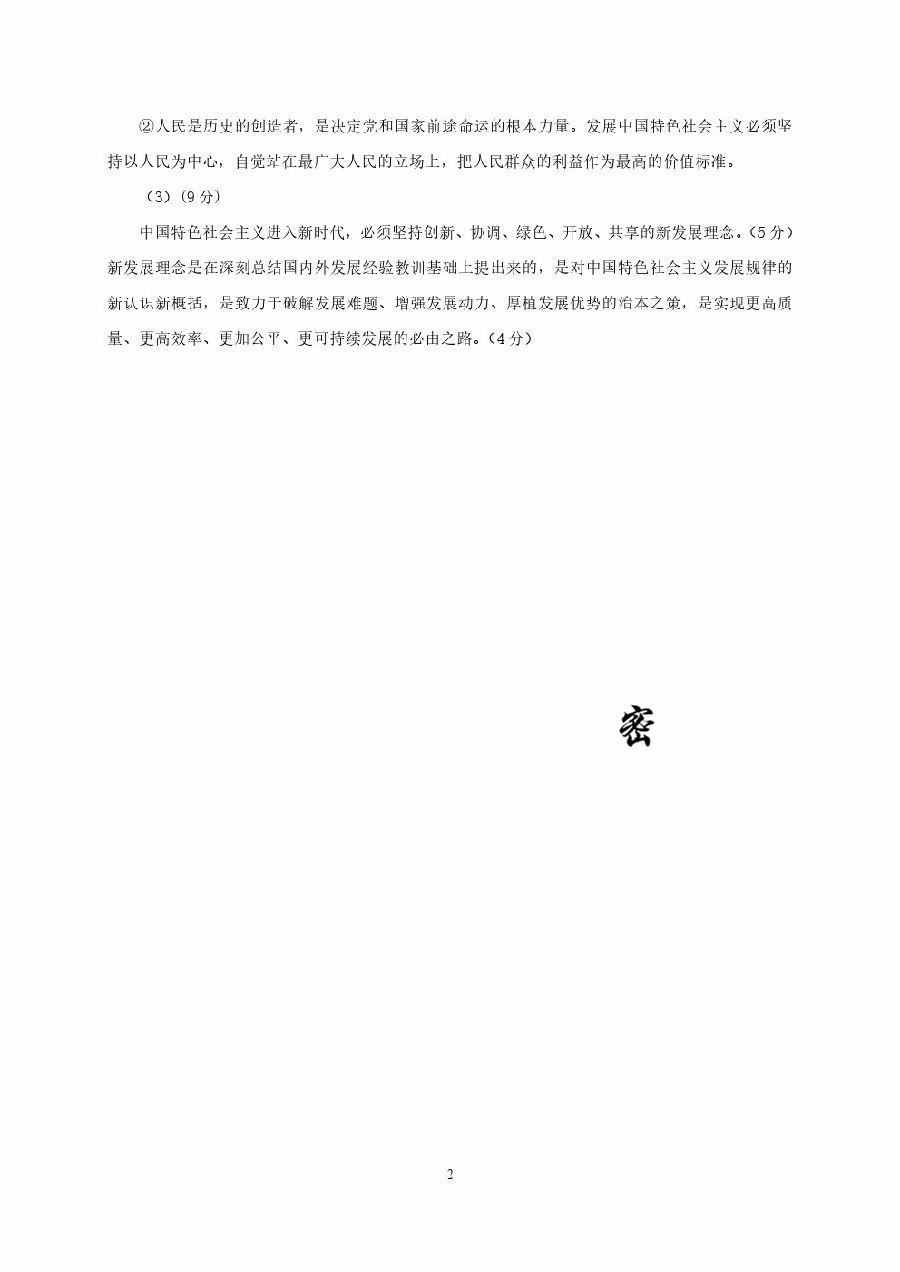 ②人民是历史的创造者，是决定党和国家前途命运的根本力量。发展中国特色社会主义必须坚
持以人民为中心，自觉站在最广大人民的立场上，把人民群众的利益作为最高的价值标准。
（3）(9 分)
中国特色社会主义进入新时代，必须坚持创新、协调、绿色、开放、共享的新发展理念。（5 分）
新发展理念是在深刻总结国内外发展经验教训基础上提出来的，是对中国特色社会主义发展规律的
新认识新概括，是致力于破解发展难题、增强发展动力、厚植发展优势的治本之策，是实现更高质
量、更高效率、更加公平、更可持续发展的必由之路。（4 分）
密
2